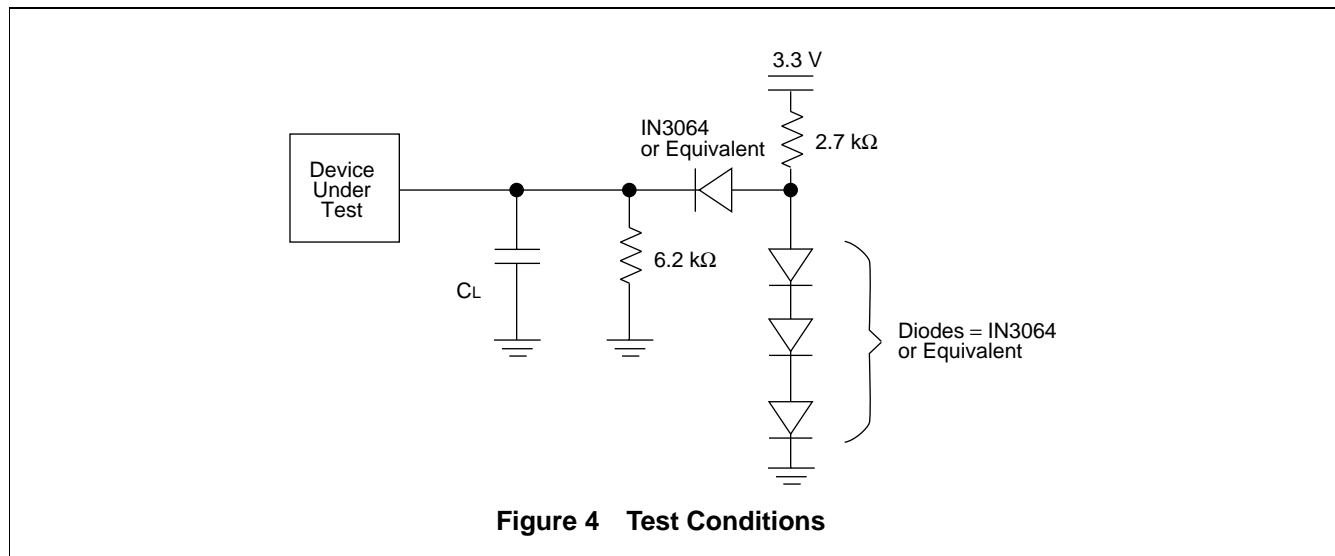 3.3 V
IN3064
or Equivalent
2.7 kΩ
Device
Under
Test
6.2 kΩ
CL
Diodes = IN3064
or Equivalent
Figure 4 Test Conditions